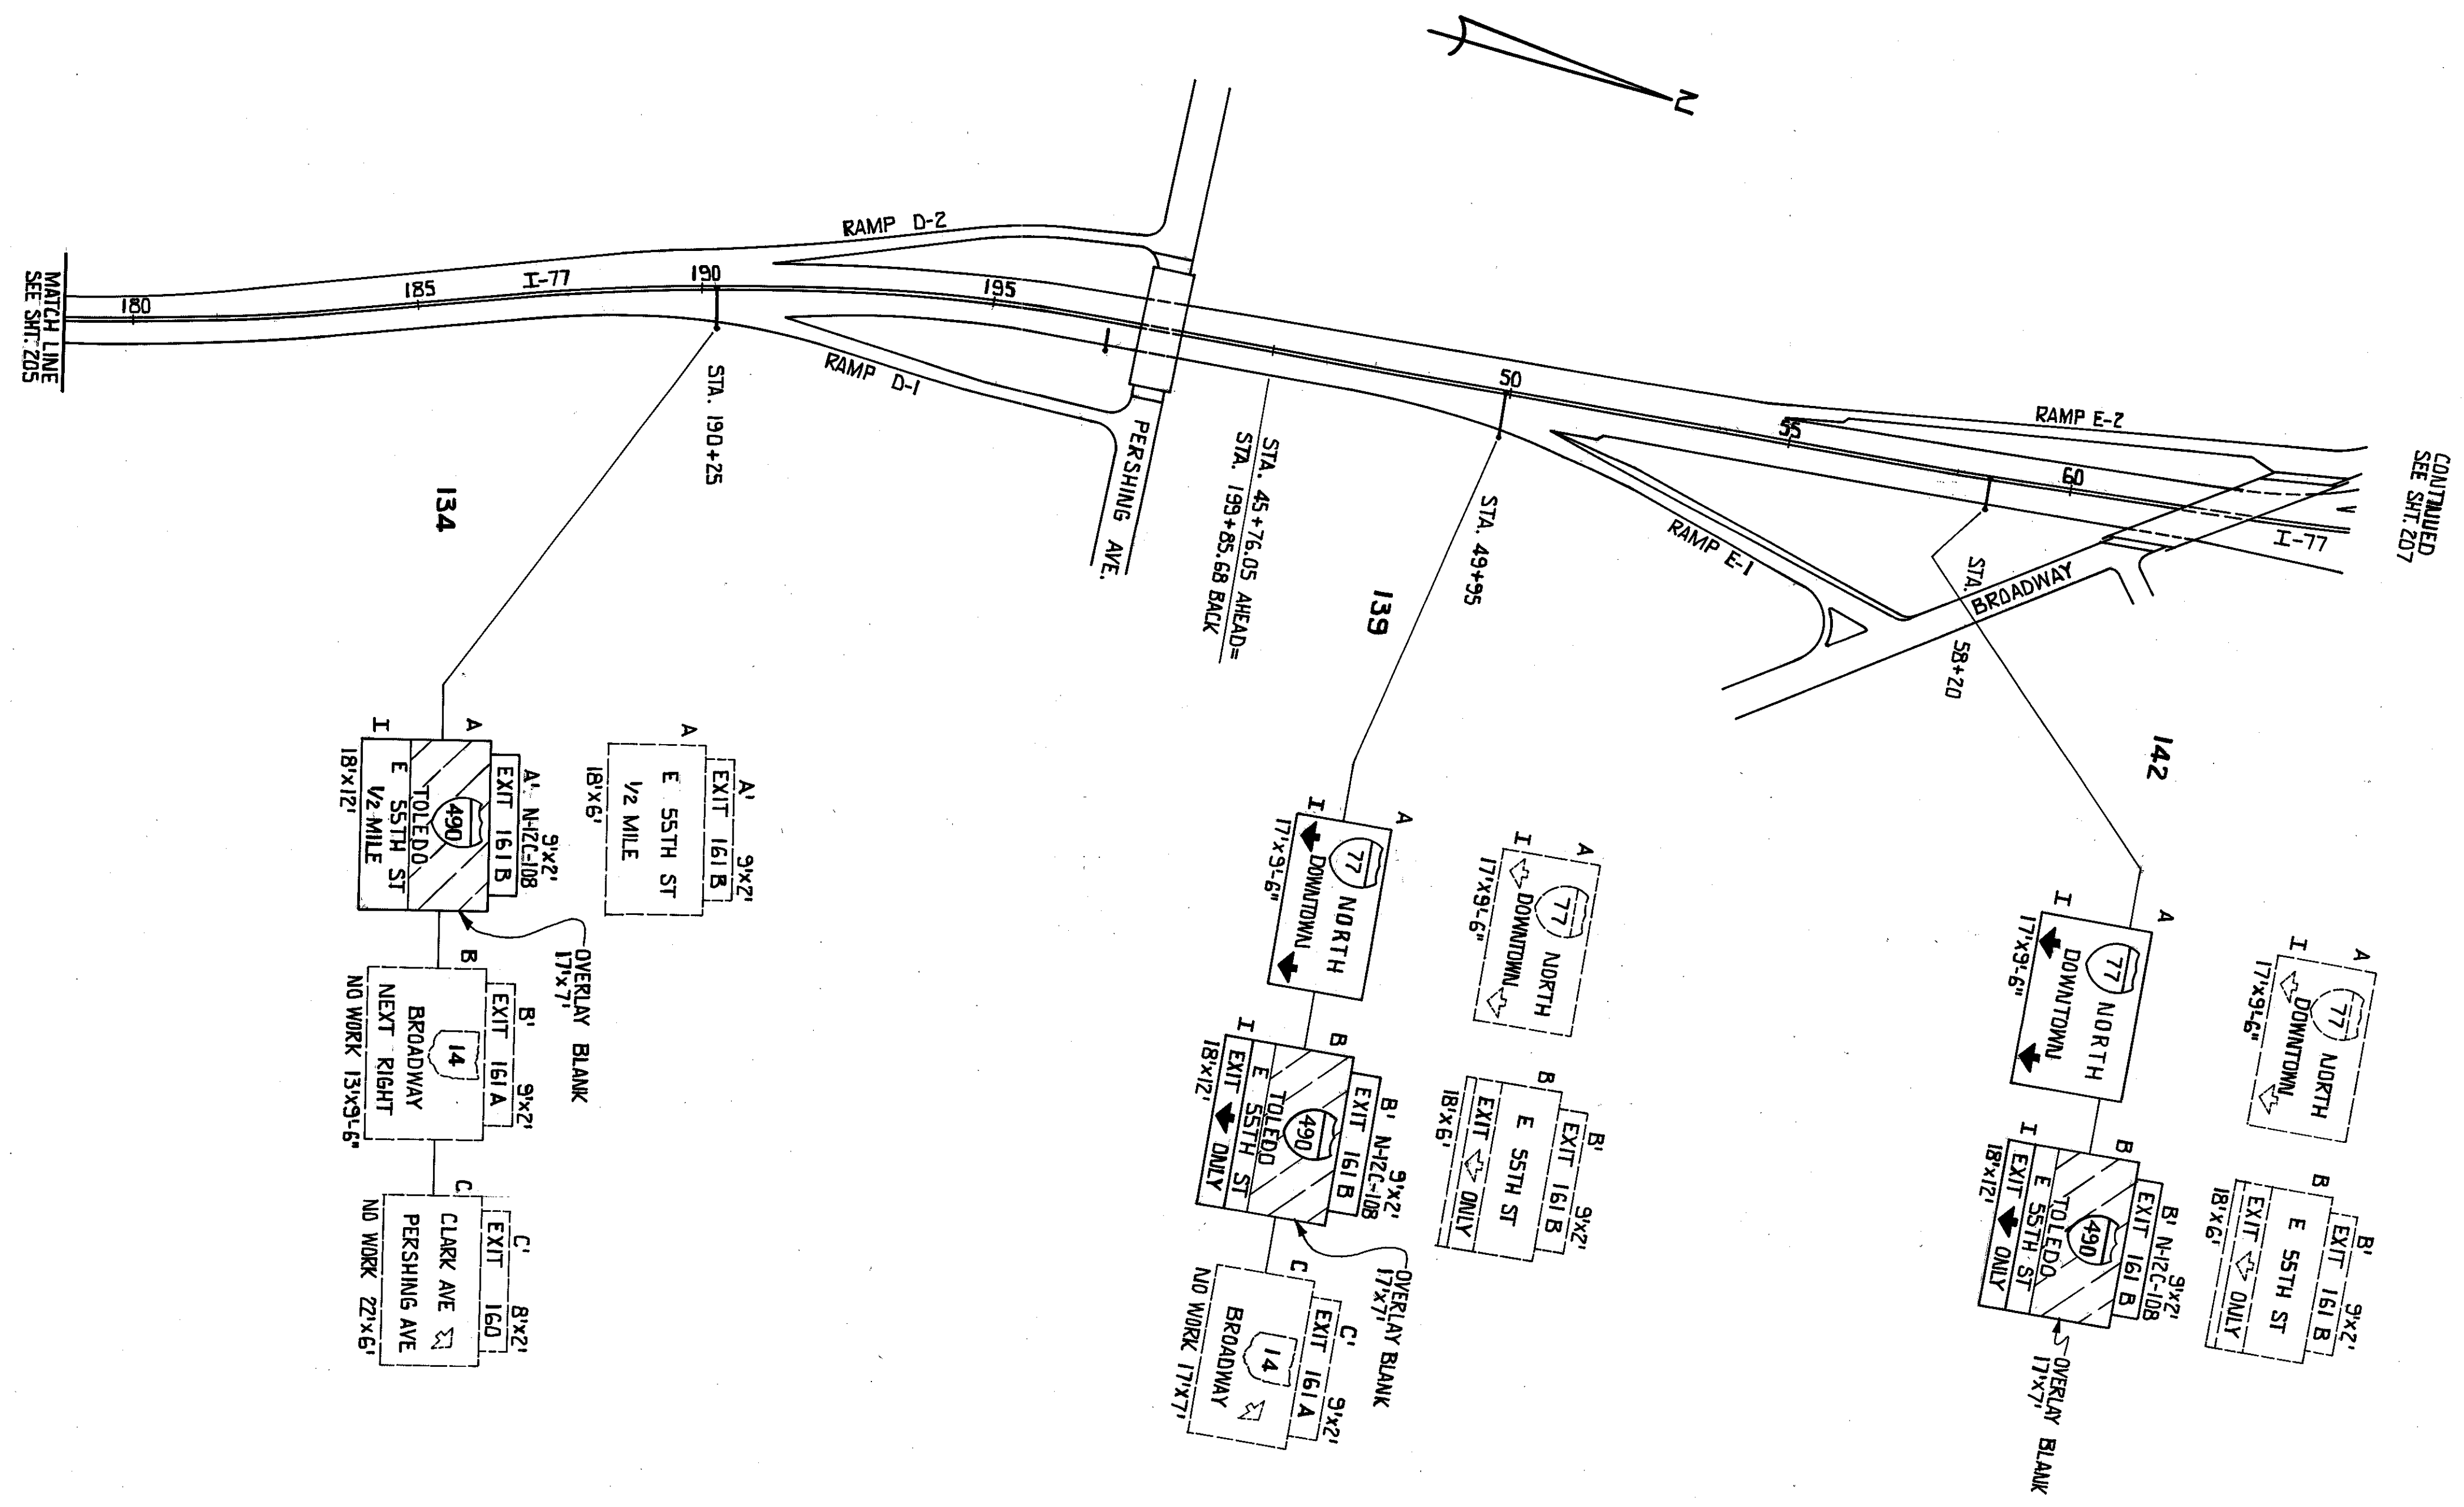 N
MATCH LINE
SEE SHT. 205
180
185
I-77
190
195
RAMP D-2
RAMP D-1
STA. 190+25
PERSHING AVE.
STA. 45+76.05 AHEAD=
STA. 199+85.68 BACK
50
STA. 49+95
55
60
RAMP E-2
RAMP E-1
BROADWAY
I-77
STA. 58+20
CONTINUED
SEE SHT. 207
134
A' N-12C-108
9'X2'
EXIT 161 B
A
490
TOLEDO
E 55TH ST
1/2 MILE
I
18'X12'
OVERLAY BLANK
17'X7'
A'
9'X2'
EXIT 161 B
A
E 55TH ST
1/2 MILE
18'X6'
B'
9'X2'
EXIT 161 A
B
14
BROADWAY
NEXT RIGHT
NO WORK 13'X9'-6"
C'
8'X2'
EXIT 160
C
CLARK AVE
PERSHING AVE
NO WORK 22'X6'
139
A
77 NORTH
DOWNTOWN
I
17'X9'-6"
A
77 NORTH
DOWNTOWN
I
17'X9'-6"
B' N-12C-108
9'X2'
EXIT 161 B
B
490
TOLEDO
E 55TH ST
EXIT ONLY
I
18'X12'
OVERLAY BLANK
17'X7'
B'
9'X2'
EXIT 161 B
B
E 55TH ST
EXIT ONLY
18'X6'
C'
9'X2'
EXIT 161 A
C
14
BROADWAY
NO WORK 17'X7'
142
A
77 NORTH
DOWNTOWN
I
17'X9'-6"
A
77 NORTH
DOWNTOWN
I
17'X9'-6"
B' N-12C-108
9'X2'
EXIT 161 B
B
490
TOLEDO
E 55TH ST
EXIT ONLY
I
18'X12'
OVERLAY BLANK
17'X7'
B'
9'X2'
EXIT 161 B
B
E 55TH ST
EXIT ONLY
18'X6'